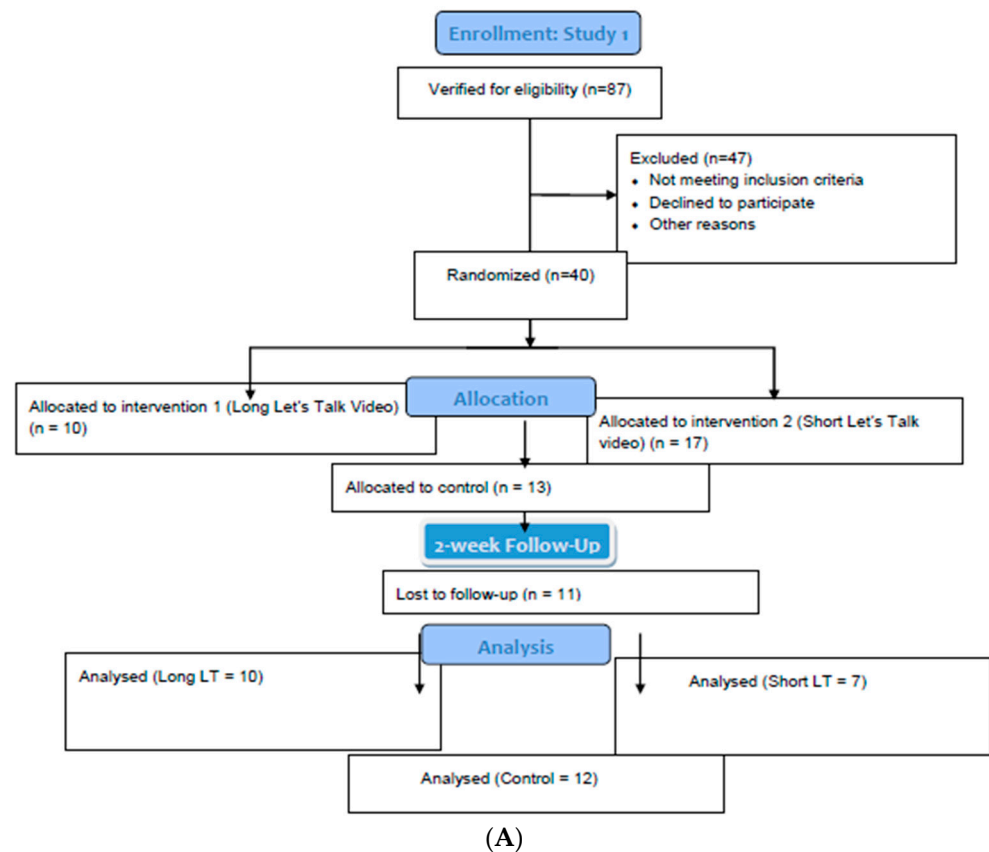 Enrollment: Study 1
Verified for eligibility (n=87)
Excluded (n=47)
• Not meeting inclusion criteria
• Declined to participate
• Other reasons
Randomized (n=40)
Allocation
Allocated to intervention 1 (Long Let's Talk Video)
(n = 10)
Allocated to intervention 2 (Short Let's Talk
video) (n = 17)
Allocated to control (n = 13)
2-week Follow-Up
Lost to follow-up (n = 11)
Analysis
Analysed (Long LT = 10)
Analysed (Short LT = 7)
Analysed (Control = 12)
(A)